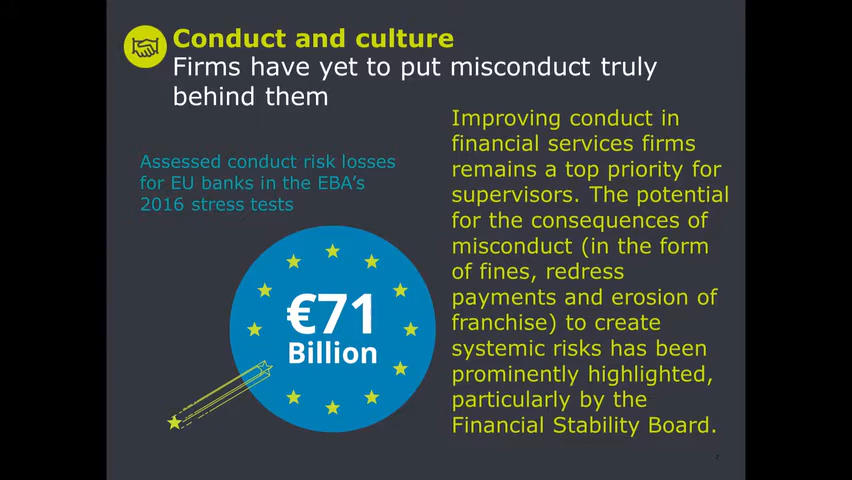 Conduct and culture
Firms have yet to put misconduct truly
behind them
Assessed conduct risk losses
for EU banks in the EBA's
2016 stress tests
€71
Billion
Improving conduct in
financial services firms
remains a top priority for
supervisors. The potential
for the consequences of
misconduct (in the form
of fines, redress
payments and erosion of
franchise) to create
systemic risks has been
prominently highlighted,
particularly by the
Financial Stability Board.